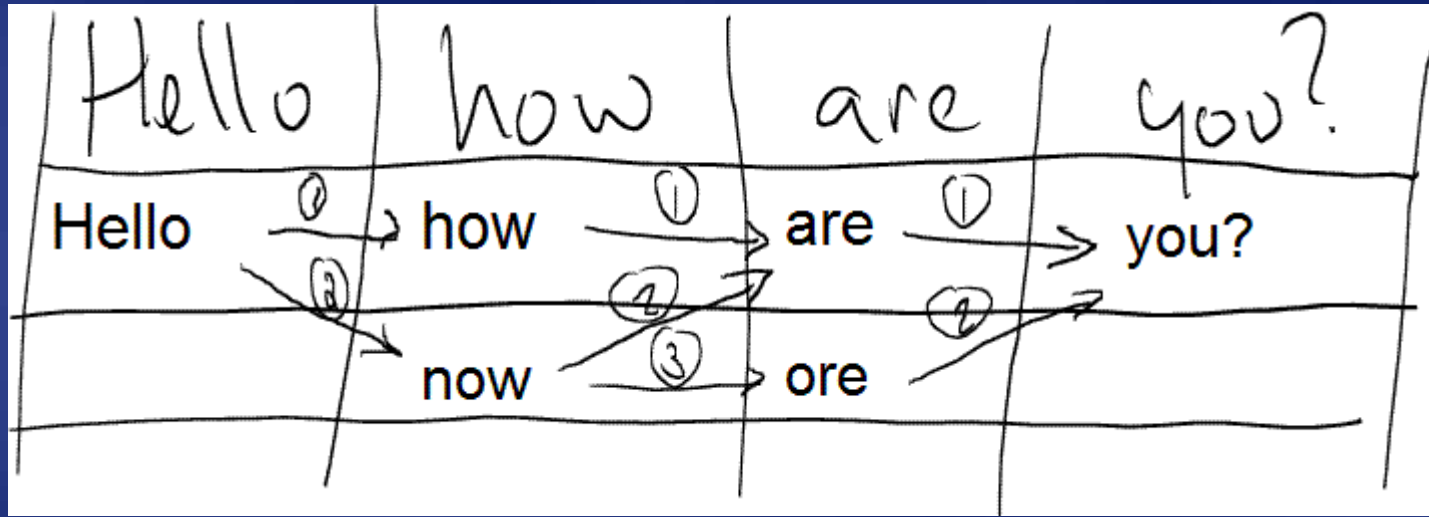 Hello how are you?
① ① ①
Hello how are you?
② ② ②
③
now ore